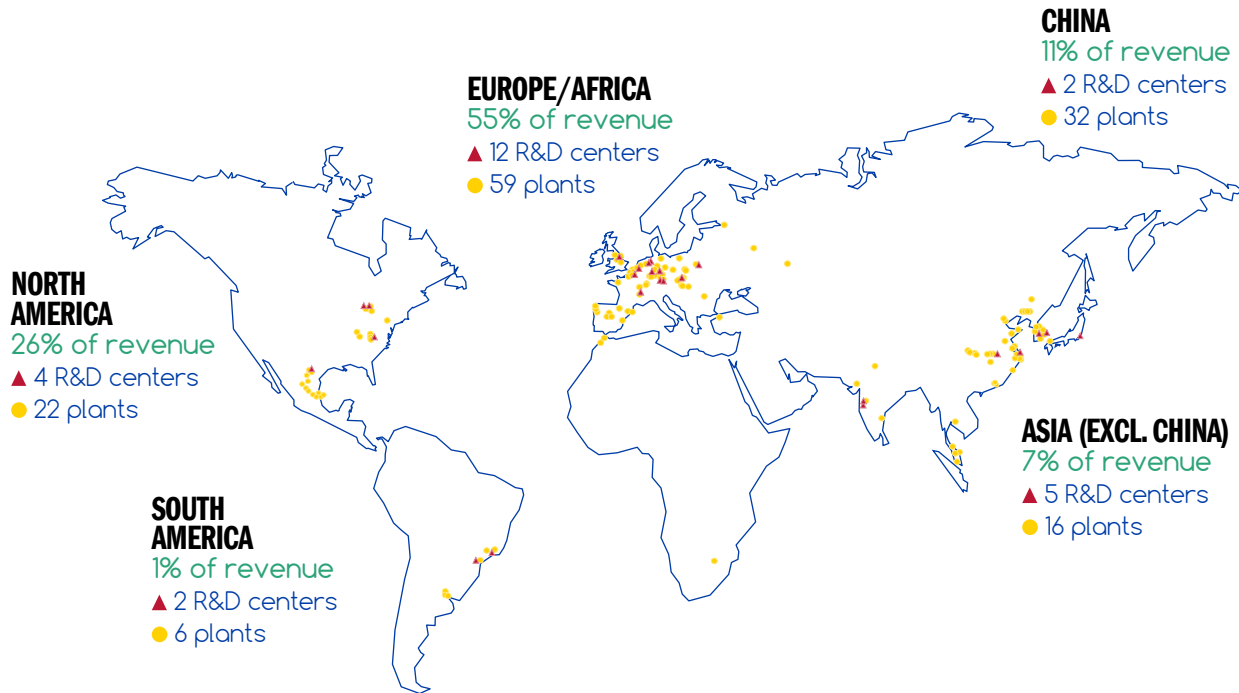 CHINA
11% of revenue
2 R&D centers
32 plants
EUROPE/AFRICA
55% of revenue
12 R&D centers
59 plants
NORTH
AMERICA
26% of revenue
4 R&D centers
22 plants
ASIA (EXCL. CHINA)
7% of revenue
5 R&D centers
16 plants
SOUTH
AMERICA
1% of revenue
2 R&D centers
6 plants